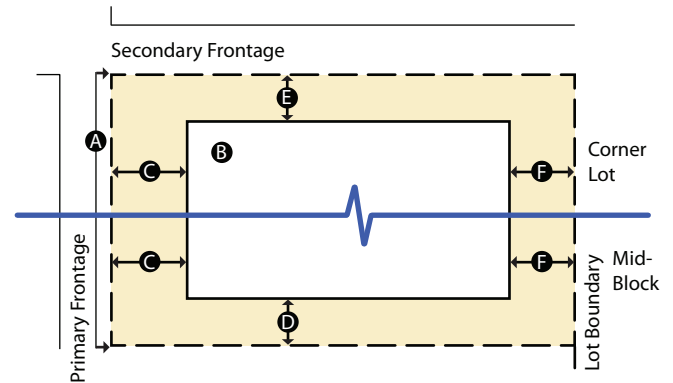 Secondary Frontage
E
A
B
Corner
Lot
C
F
C
F
Mid-
Block
D
Primary Frontage
Lot Boundary